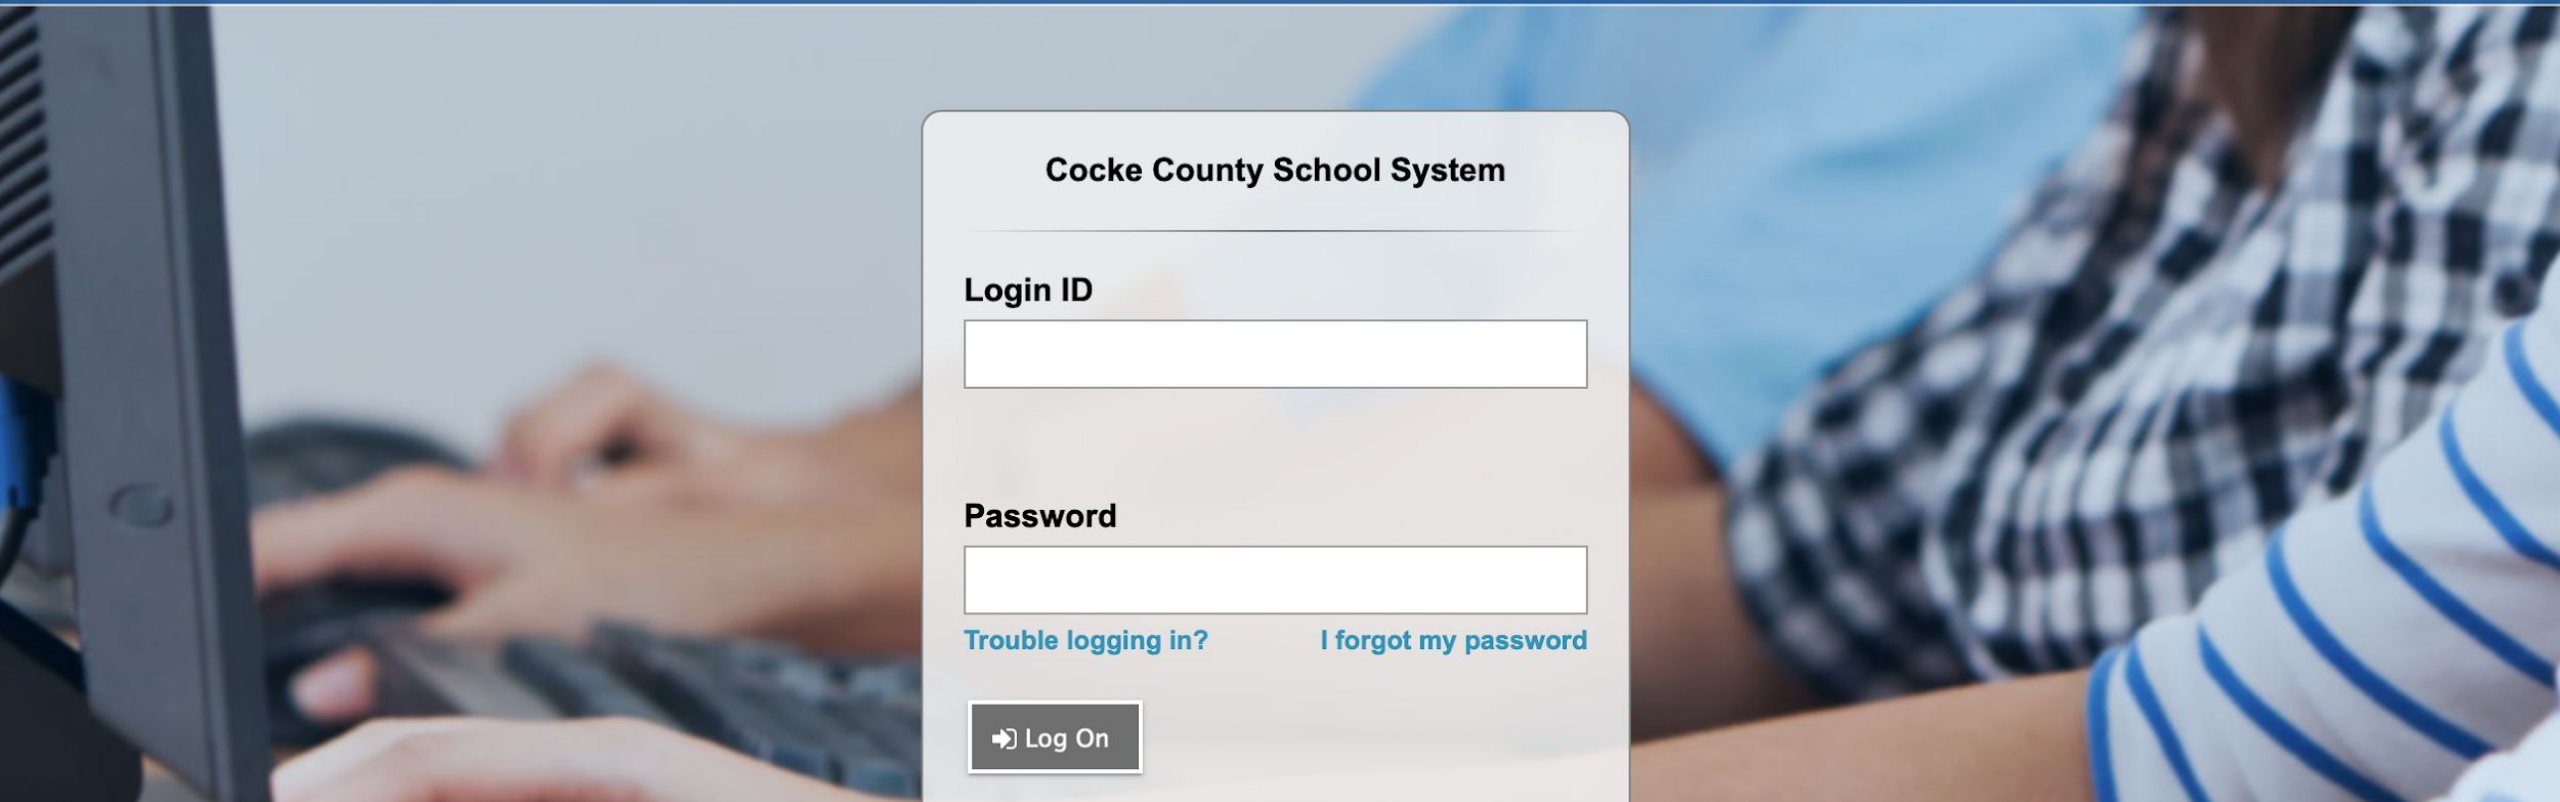 Cocke County School System
Login ID
Password
Trouble logging in? I forgot my password
Log On